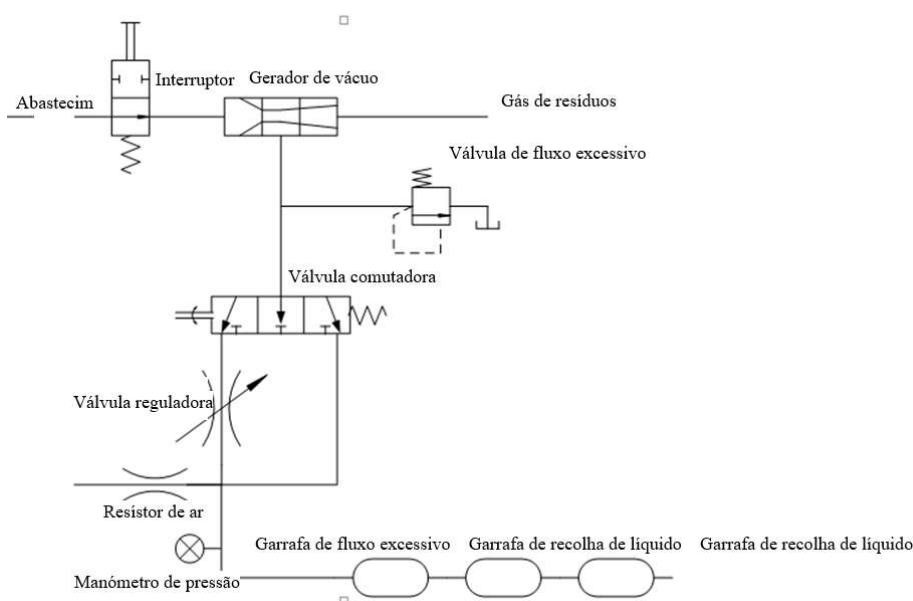 Interruptor
Gerador de vácuo
Abastecim
Gás de resíduos
Válvula de fluxo excessivo
Válvula comutadora
Válvula reguladora
Resístor de ar
Garrafa de fluxo excessivo
Garrafa de recolha de líquido
Garrafa de recolha de líquido
Manómetro de pressão